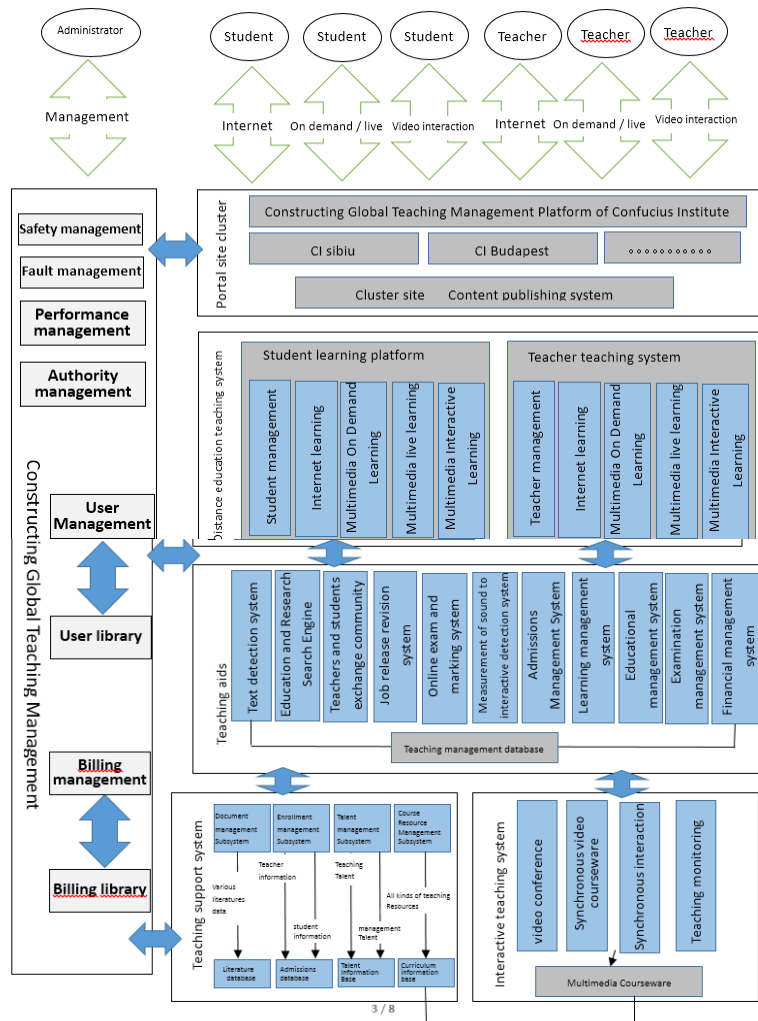 Administrator
Student
Student
Student
Teacher
Teacher
Teacher
Management
Internet
On demand / live
Video interaction
Internet
On demand / live
Video interaction
Safety management
Fault management
Performance
management
Authority
management
Constructing Global Teaching Management
User
Management
User library
Billing
management
Billing library
Portal site cluster
Constructing Global Teaching Management Platform of Confucius Institute
CI sibiu
CI Budapest
。。。。。。。。。。。
Cluster site Content publishing system
Distance education teaching system
Student learning platform
Student management
Internet learning
Multimedia On Demand
Learning
Multimedia live learning
Multimedia Interactive
Learning
Teacher teaching system
Teacher management
Internet learning
Multimedia On Demand
Learning
Multimedia live learning
Multimedia Interactive
Learning
Teaching aids
Text detection system
Education and Research
Search Engine
Teachers and students
exchange community
Job release revision
system
Online exam and
marking system
Measurement of sound to
interactive detection system
Admissions
Management System
Learning management
system
Educational
management system
Examination
management system
Financial management
system
Teaching management database
Teaching support system
Document
management
Subsystem
Enrollment
management
Subsystem
Talent
management
Subsystem
Course
Resource
Management
Subsystem
Various
literatures
data
Teacher
information
student
information
Teaching
Talent
management
Talent
All kinds of teaching
Resources
Literature
database
Admissions
database
Talent
Information
Base
Curriculum
information
base
Interactive teaching system
video conference
Synchronous video
courseware
Synchronous interaction
Teaching monitoring
Multimedia Courseware
3 / 8